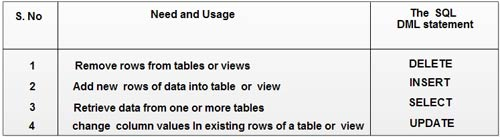 S. No Need and Usage The SQL DML statement
1 Remove rows from tables or views DELETE
2 Add new rows of data into table or view INSERT
3 Retrieve data from one or more tables SELECT
4 change column values In existing rows of a table or view UPDATE